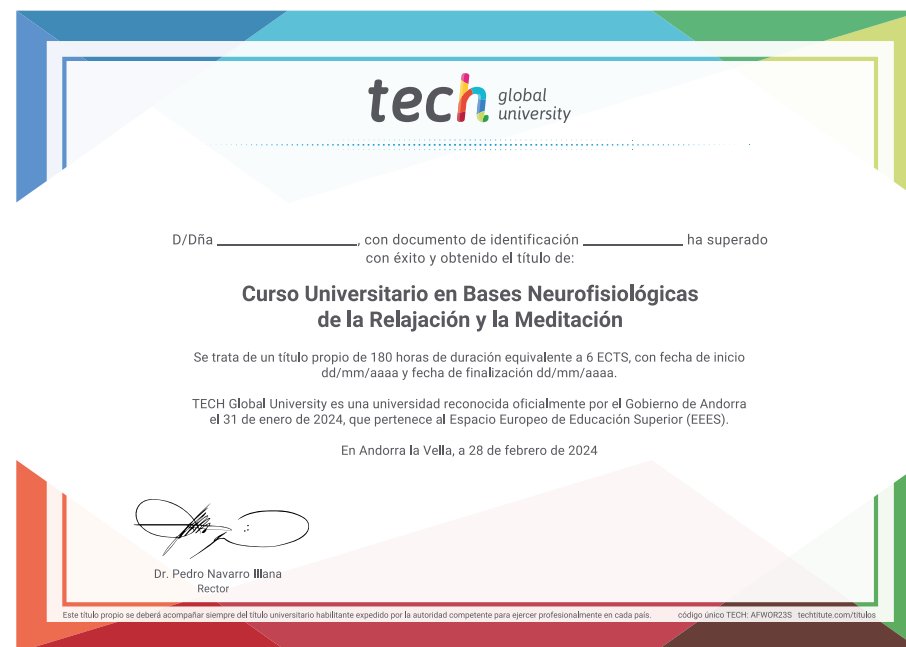 tech global
university
D/Dña ____________, con documento de identificación ____________ ha superado
con éxito y obtenido el título de:
Curso Universitario en Bases Neurofisiológicas
de la Relajación y la Meditación
Se trata de un título propio de 180 horas de duración equivalente a 6 ECTS, con fecha de inicio
dd/mm/aaaa y fecha de finalización dd/mm/aaaa.
TECH Global University es una universidad reconocida oficialmente por el Gobierno de Andorra
el 31 de enero de 2024, que pertenece al Espacio Europeo de Educación Superior (EEES).
En Andorra la Vella, a 28 de febrero de 2024
Dr. Pedro Navarro Illana
Rector
Este título propio se deberá acompañar siempre del título universitario habilitante expedido por la autoridad competente para ejercer profesionalmente en cada país. código único TECH: AFWOR23S techtitute.com/titulos